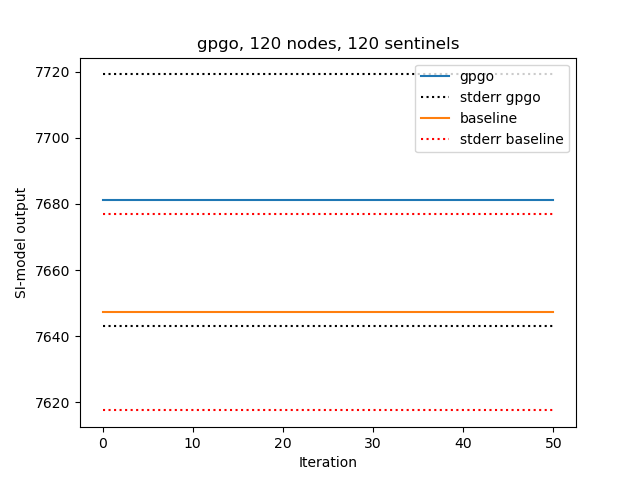 gpgo, 120 nodes, 120 sentinels
7720
7700
7680
7660
7640
7620
SI-model output
gpgo
stderr gpgo
baseline
stderr baseline
0 10 20 30 40 50
Iteration